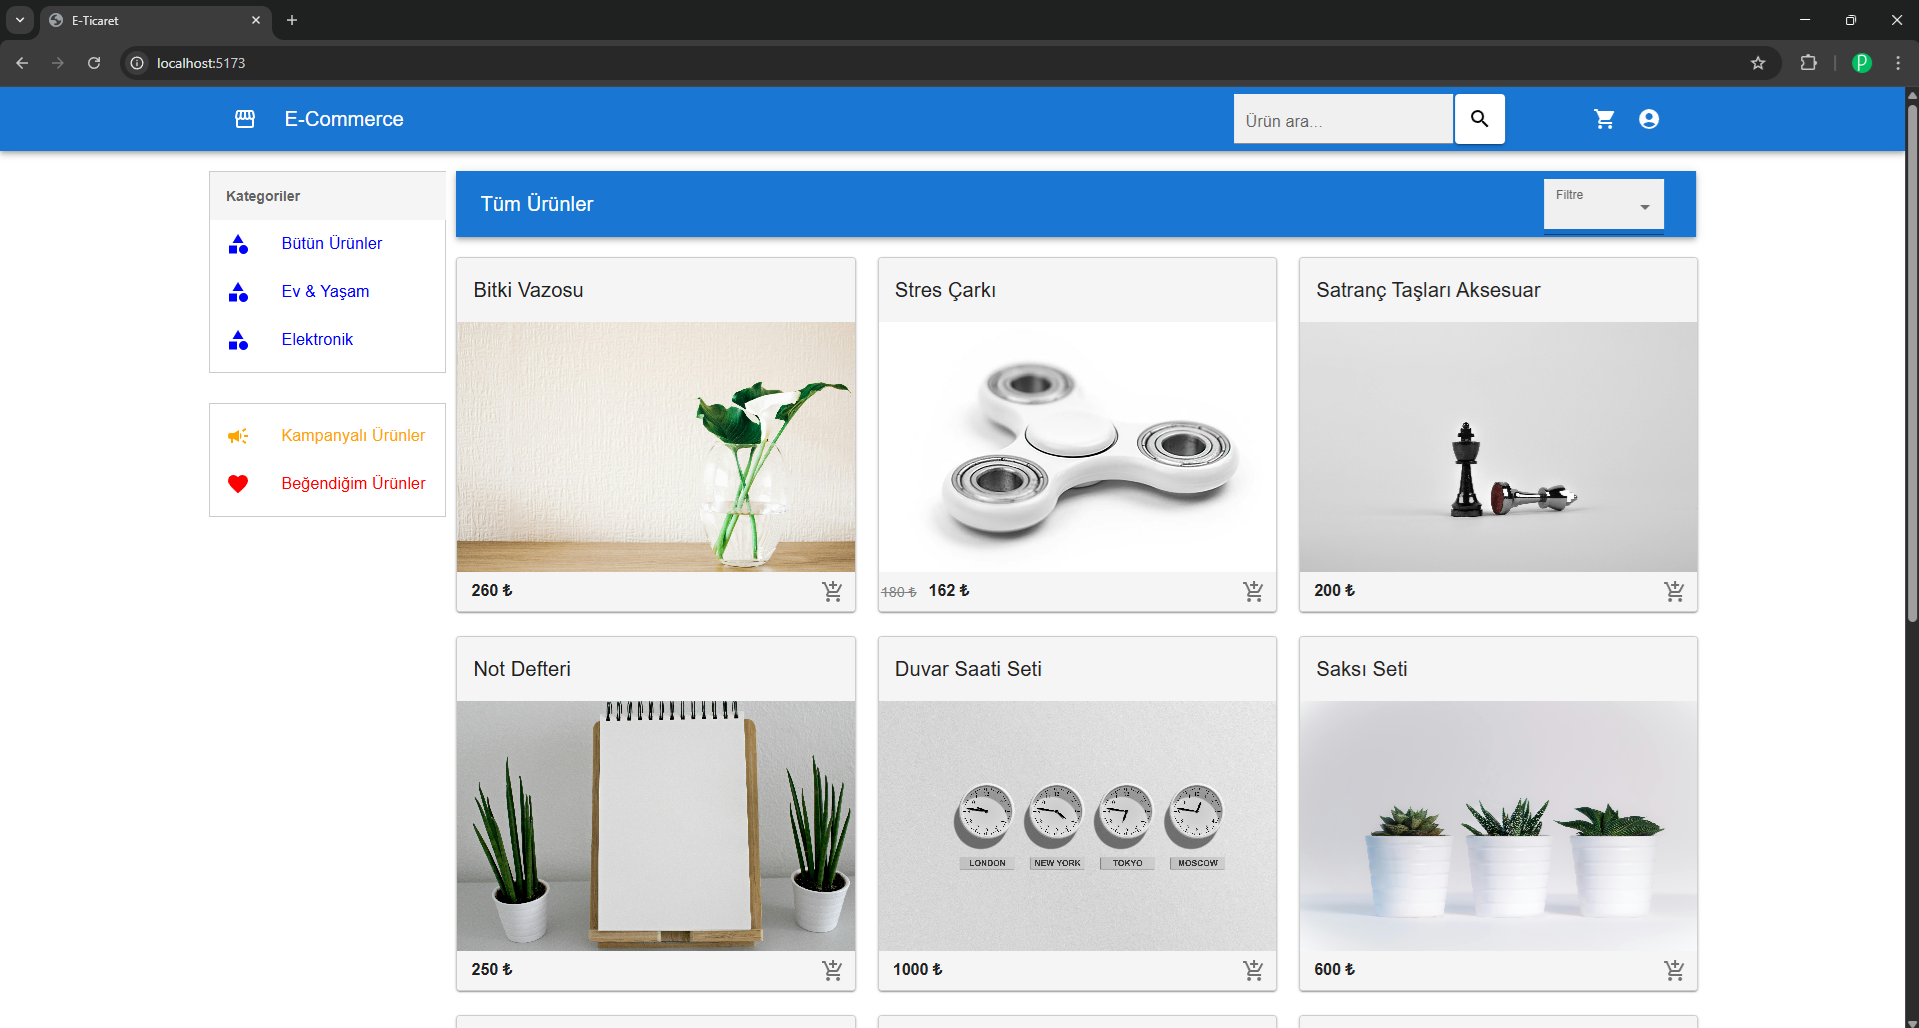 E-Ticaret
localhost:5173
E-Commerce
Ürün ara...
Kategoriler
Bütün Ürünler
Ev & Yaşam
Elektronik
Kampanyalı Ürünler
Beğendiğim Ürünler
Tüm Ürünler
Filtre
Bitki Vazosu
260 ₺
Stres Çarkı
180 ₺ 162 ₺
Satranç Taşları Aksesuar
200 ₺
Not Defteri
250 ₺
Duvar Saati Seti
LONDON NEW YORK TOKYO MOSCOW
1000 ₺
Saksı Seti
600 ₺